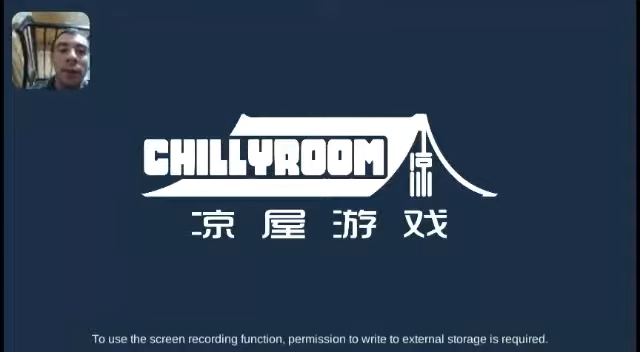 CHILLYROOM
凉
凉屋游戏
To use the screen recording function, permission to write to external storage is required.